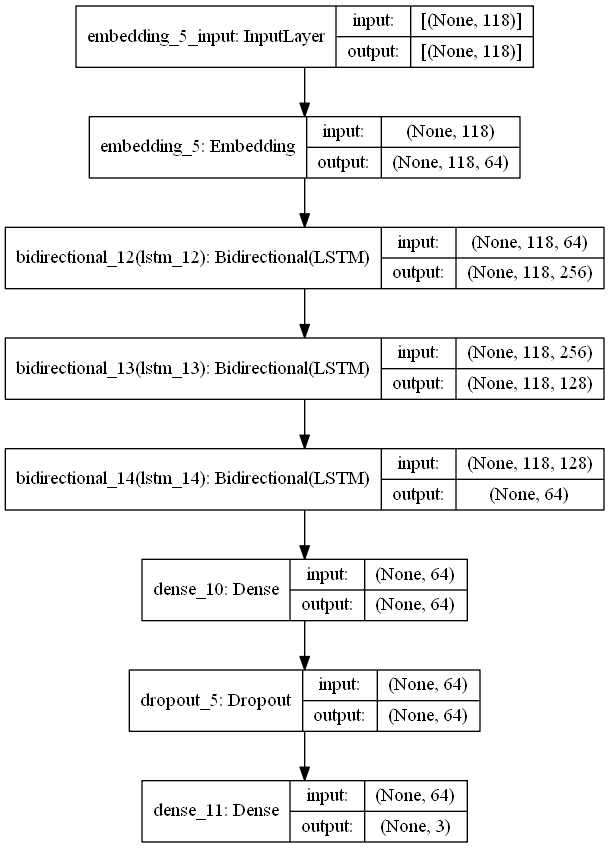 embedding_5_input: InputLayer
input: [(None, 118)]
output: [(None, 118)]
embedding_5: Embedding
input: (None, 118)
output: (None, 118, 64)
bidirectional_12(lstm_12): Bidirectional(LSTM)
input: (None, 118, 64)
output: (None, 118, 256)
bidirectional_13(lstm_13): Bidirectional(LSTM)
input: (None, 118, 256)
output: (None, 118, 128)
bidirectional_14(lstm_14): Bidirectional(LSTM)
input: (None, 118, 128)
output: (None, 64)
dense_10: Dense
input: (None, 64)
output: (None, 64)
dropout_5: Dropout
input: (None, 64)
output: (None, 64)
dense_11: Dense
input: (None, 64)
output: (None, 3)